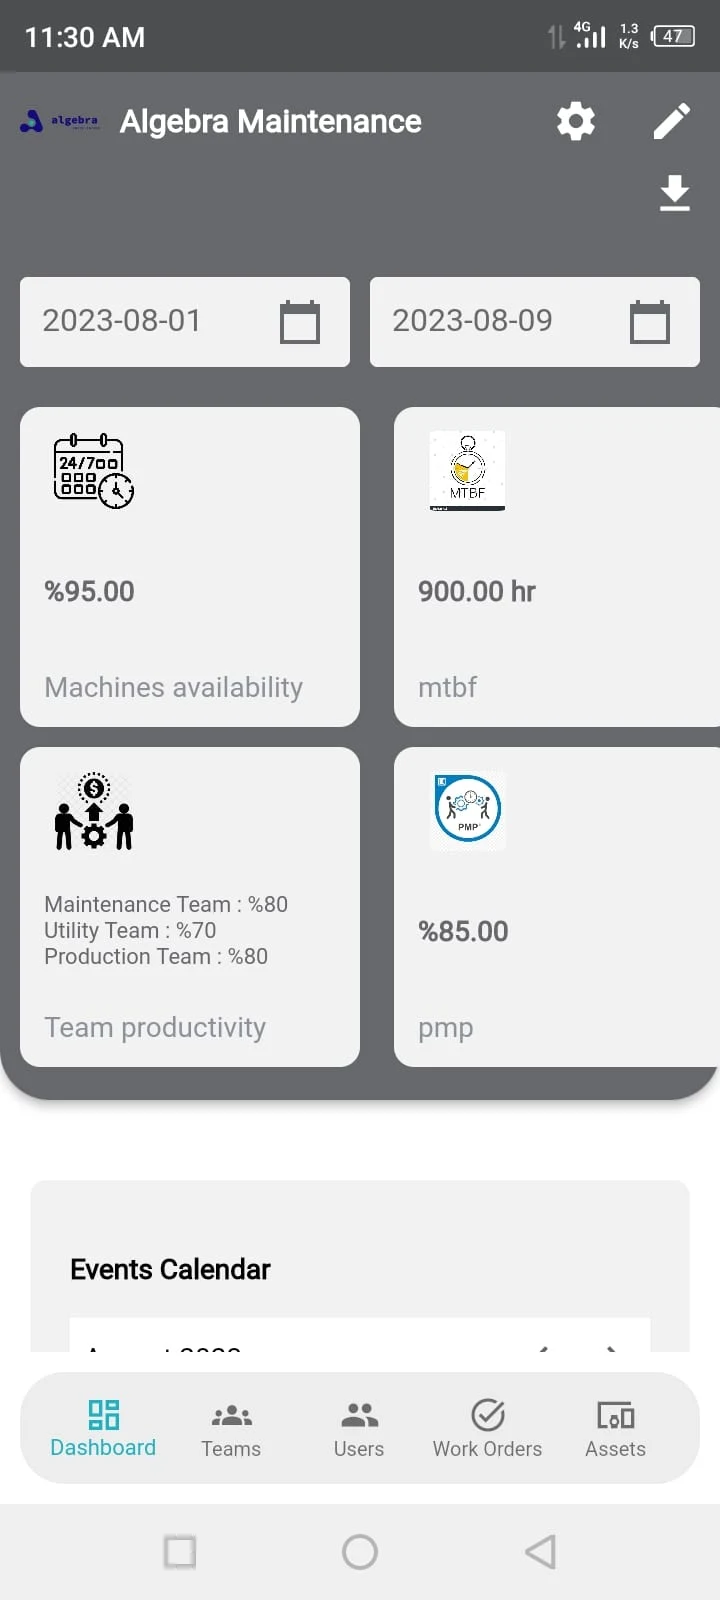 11:30 AM
4G
1.3
K/s
47
algebra
Algebra Maintenance
2023-08-01
2023-08-09
24/7
MTBF
%95.00
900.00 hr
Machines availability
mtbf
PMP
Maintenance Team : %80
Utility Team : %70
Production Team : %80
%85.00
Team productivity
pmp
Events Calendar
Dashboard
Teams
Users
Work Orders
Assets